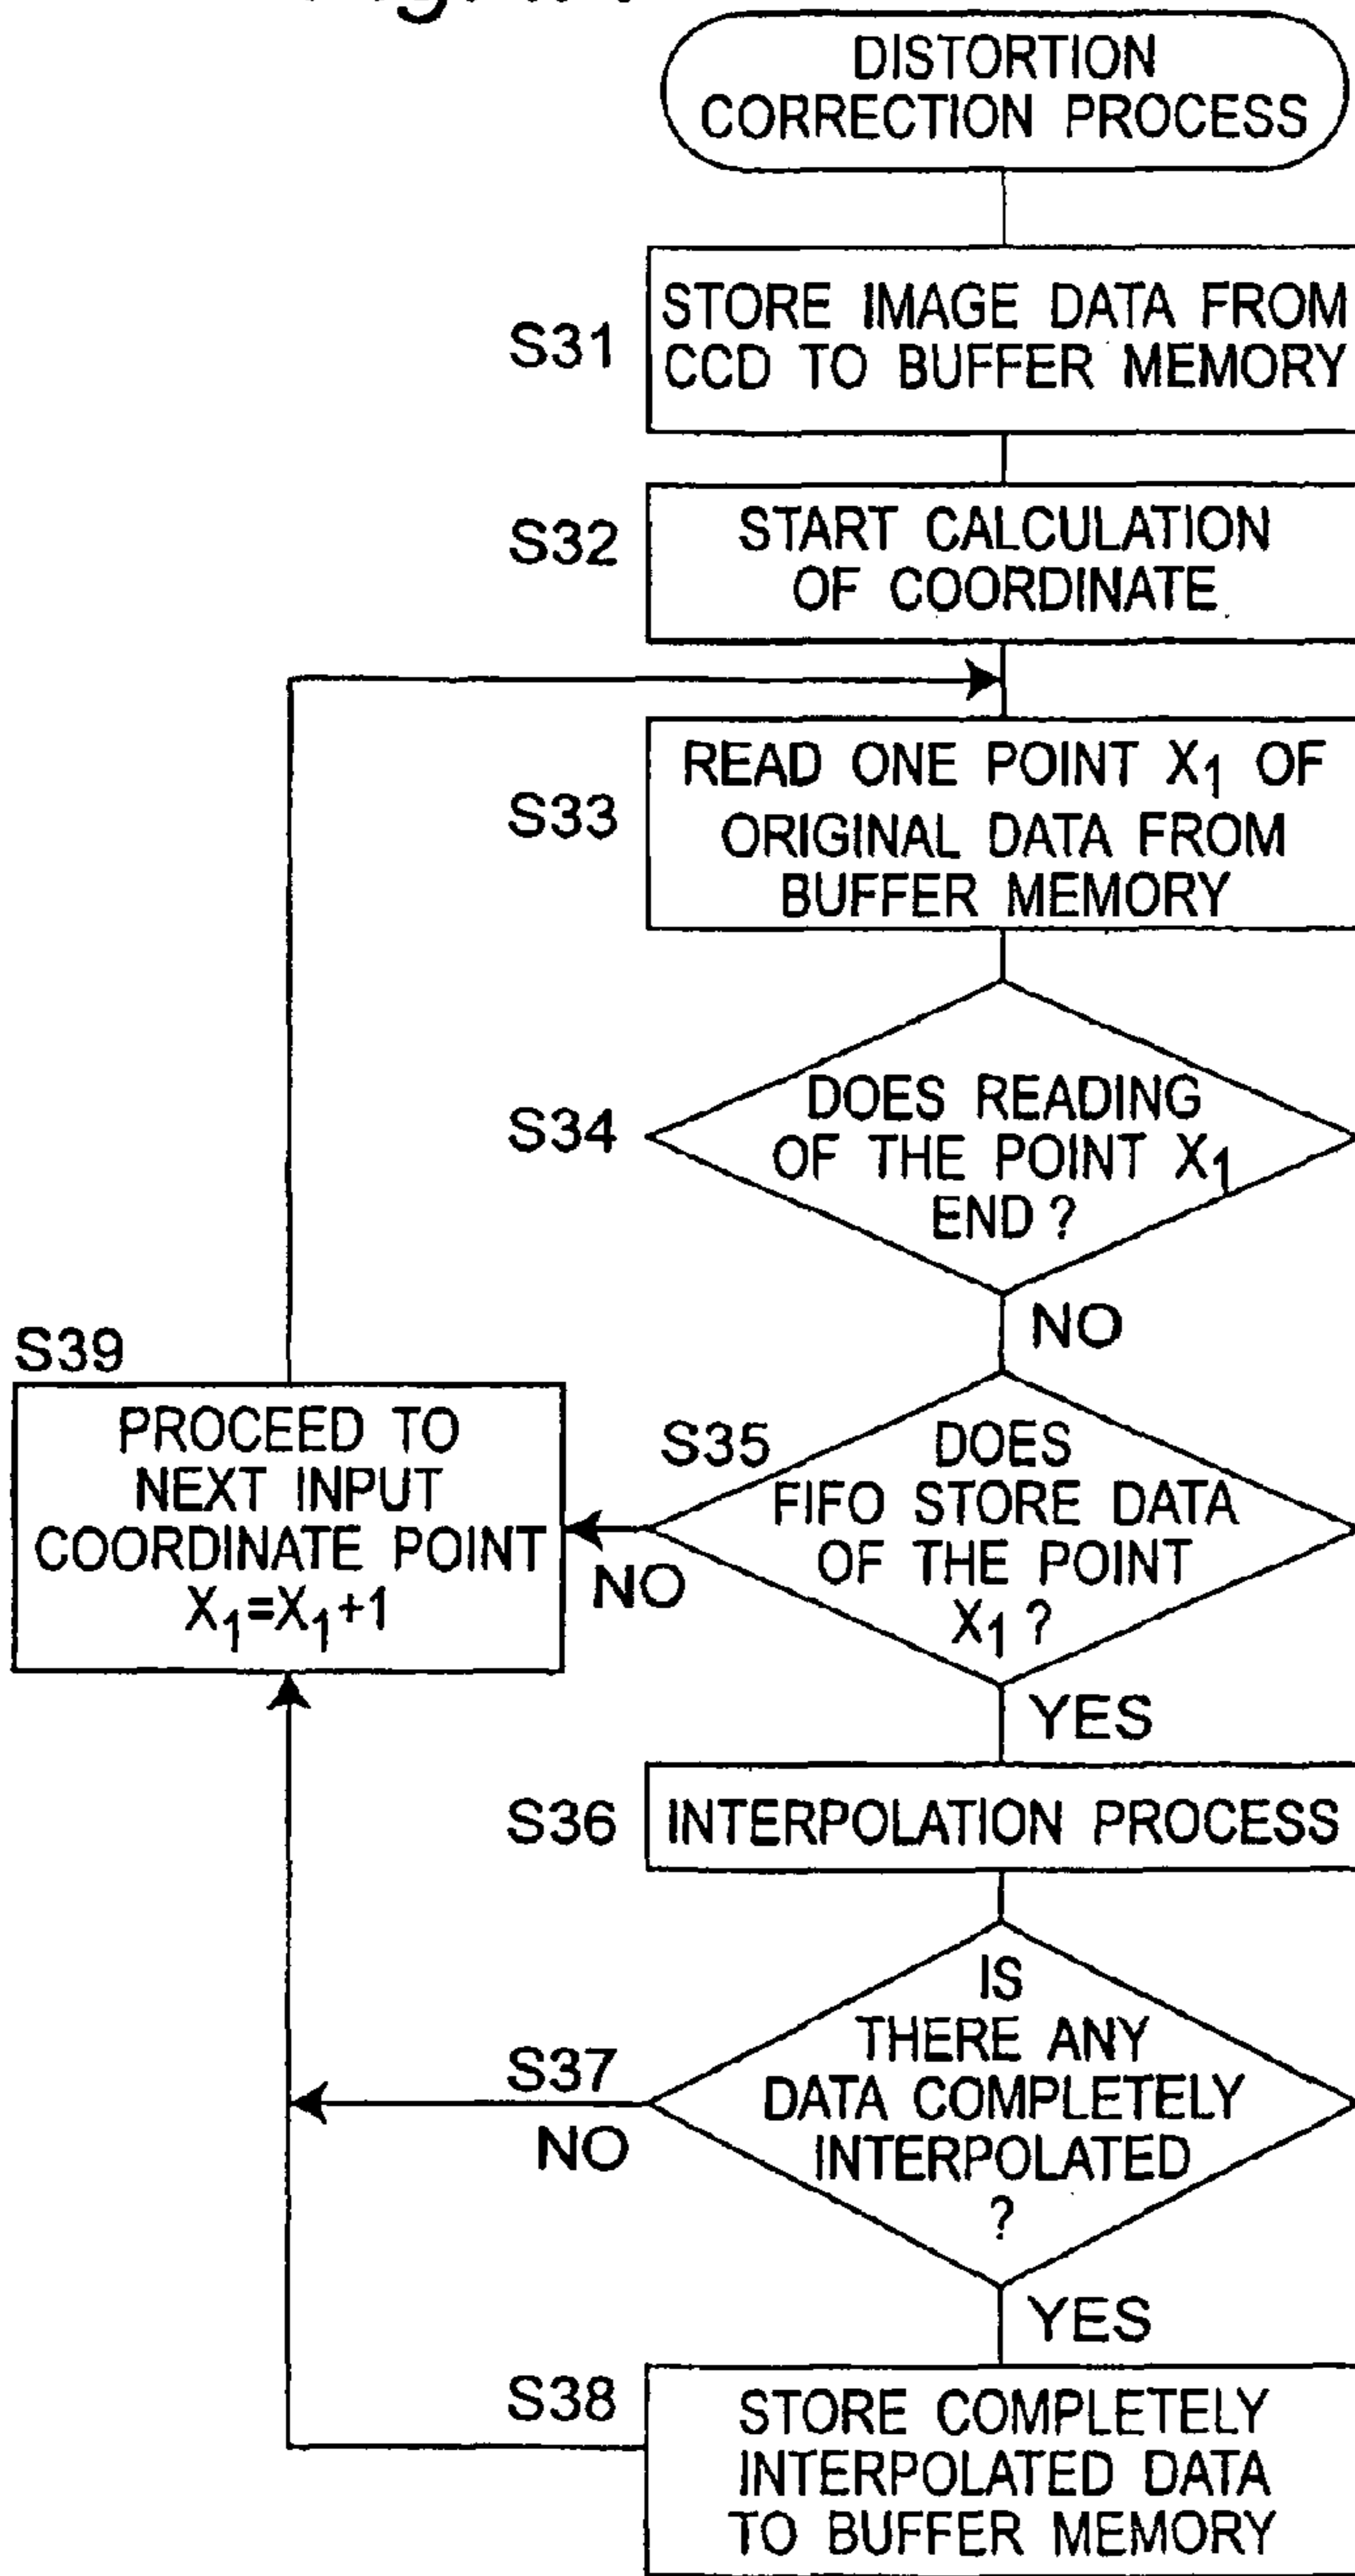 DISTORTION
CORRECTION PROCESS
S31
STORE IMAGE DATA FROM
CCD TO BUFFER MEMORY
S32
START CALCULATION
OF COORDINATE
S33
READ ONE POINT X₁ OF
ORIGINAL DATA FROM
BUFFER MEMORY
S34
DOES READING
OF THE POINT X₁
END ?
NO
S39
PROCEED TO
NEXT INPUT
COORDINATE POINT
X₁=X₁+1
S35
DOES
FIFO STORE DATA
OF THE POINT
X₁ ?
NO
YES
S36
INTERPOLATION PROCESS
S37
IS
THERE ANY
DATA COMPLETELY
INTERPOLATED
?
NO
YES
S38
STORE COMPLETELY
INTERPOLATED DATA
TO BUFFER MEMORY